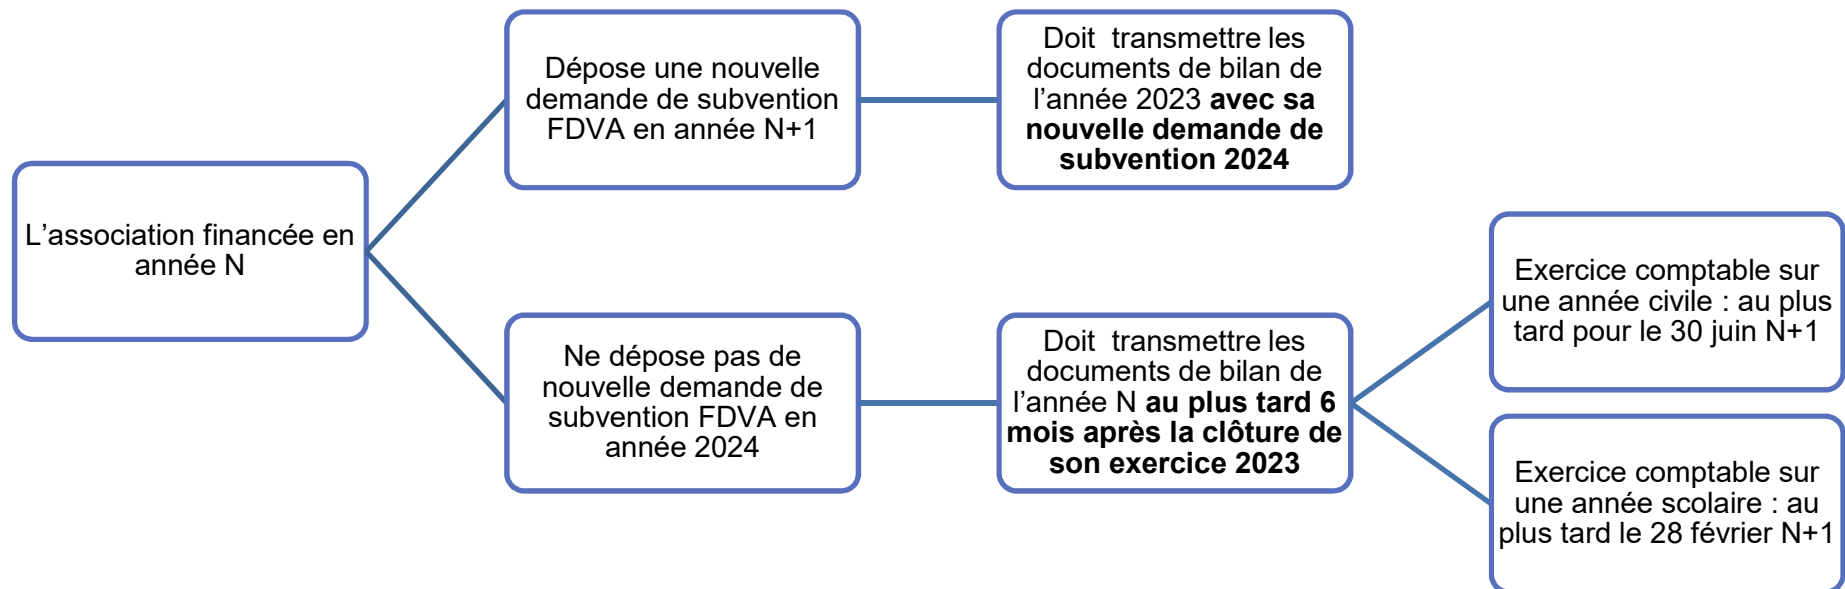 L’association financée en
année N
Dépose une nouvelle
demande de subvention
FDVA en année N+1
Doit  transmettre les
documents de bilan de
l’année 2023 avec sa
nouvelle demande de
subvention 2024
Ne dépose pas de
nouvelle demande de
subvention FDVA en
année 2024
Doit  transmettre les
documents de bilan de
l’année N au plus tard 6
mois après la clôture de
son exercice 2023
Exercice comptable sur
une année civile : au plus
tard pour le 30 juin N+1
Exercice comptable sur
une année scolaire : au
plus tard le 28 février N+1